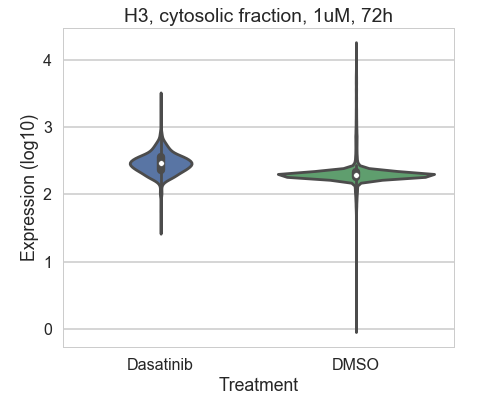 H3, cytosolic fraction, 1uM, 72h
Expression (log10)
4
3
2
1
0
Dasatinib
DMSO
Treatment